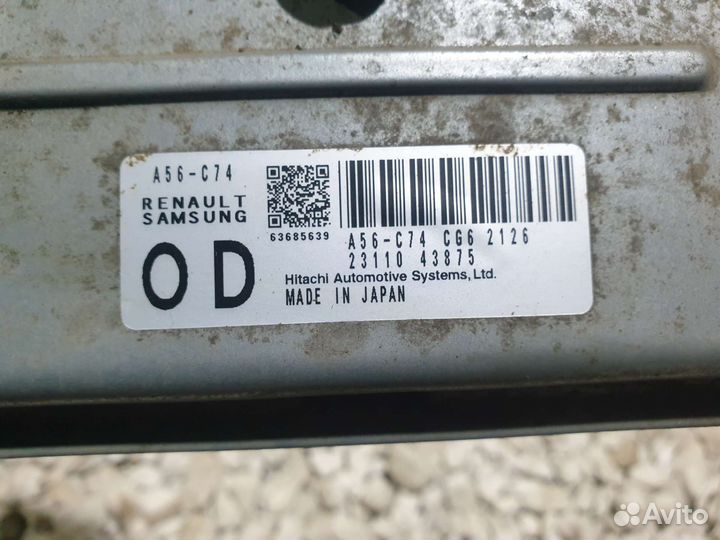 A56-C74
RENAULT
SAMSUNG
63685639
OD
A56-C74 CG6 2126
23110 43875
Hitachi Automotive Systems, Ltd.
MADE IN JAPAN
Avito